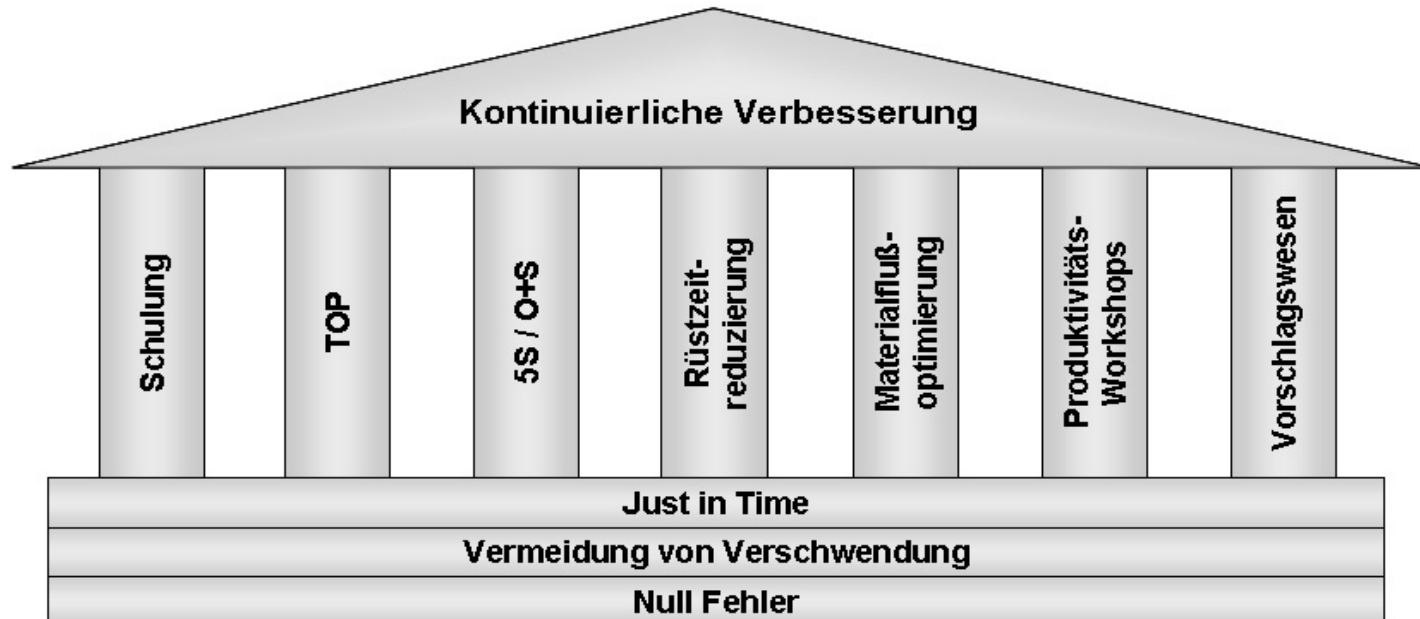 Kontinuierliche Verbesserung
Schulung
TOP
5S / O+S
Rüstzeit-
reduzierung
Materialfluß-
optimierung
Produktivitäts-
Workshops
Vorschlagswesen
Just in Time
Vermeidung von Verschwendung
Null Fehler